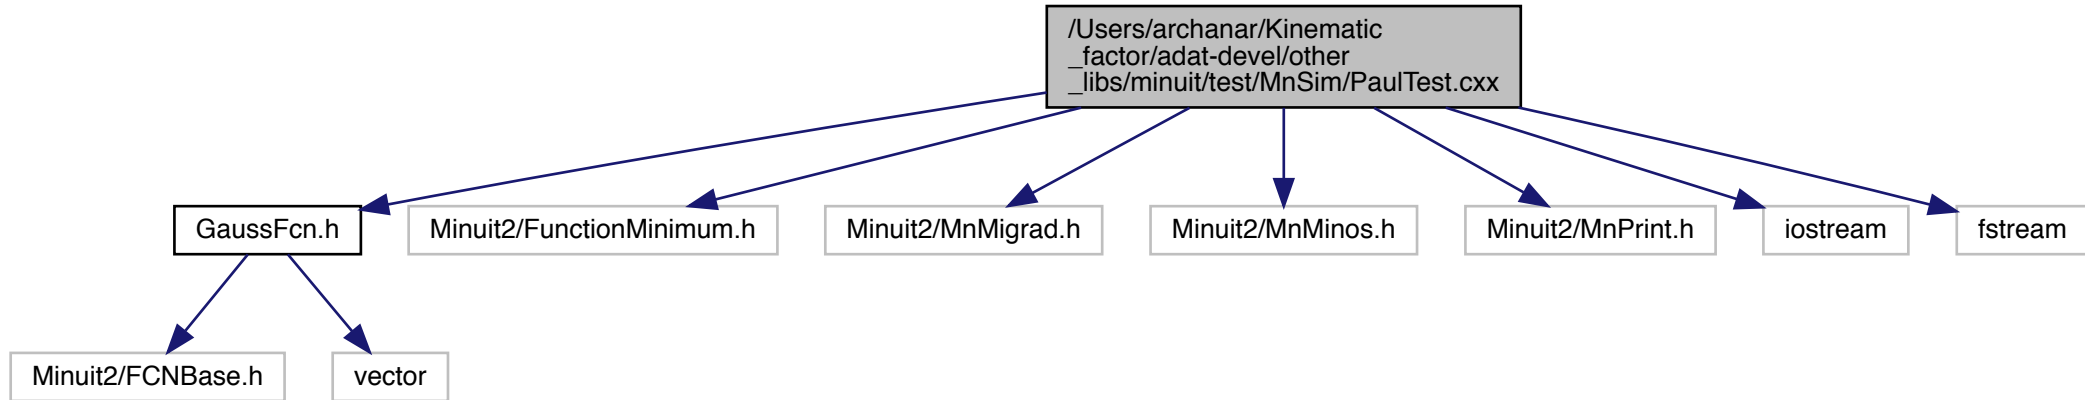 /Users/archanar/Kinematic
_factor/adat-devel/other
_libs/minuit/test/MnSim/PaulTest.cxx
GaussFcn.h
Minuit2/FunctionMinimum.h
Minuit2/MnMigrad.h
Minuit2/MnMinos.h
Minuit2/MnPrint.h
iostream
fstream
Minuit2/FCNBase.h
vector